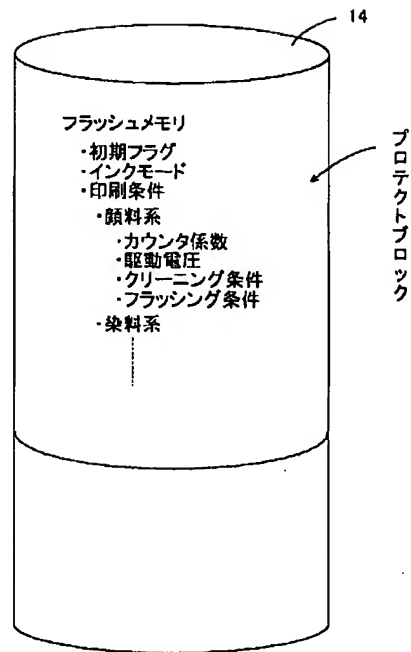 14
フラッシュメモリ
・初期フラグ
・インクモード
・印刷条件
・顔料系
・カウンタ係数
・駆動電圧
・クリーニング条件
・フラッシング条件
・染料系
プロテクトブロック